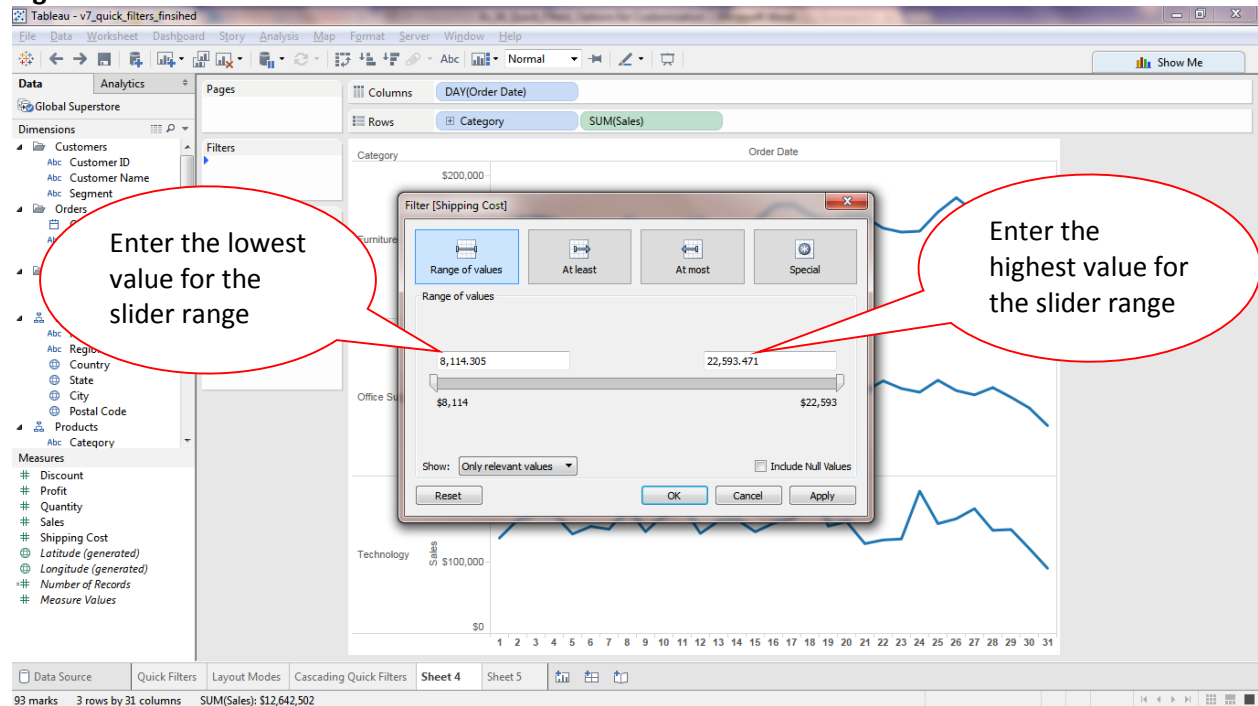 Tableau - v7_quick_filters_finsihed
File Data Worksheet Dashboard Story Analysis Map Format Server Window Help
Abc Normal Show Me
Data Analytics
Global Superstore
Dimensions
Customers
Abc Customer ID
Abc Customer Name
Abc Segment
Orders
Abc
Abc Region
Country
State
City
Postal Code
Products
Abc Category
Measures
# Discount
# Profit
# Quantity
# Sales
# Shipping Cost
Latitude (generated)
Longitude (generated)
# Number of Records
# Measure Values
Pages
Filters
Columns DAY(Order Date)
Rows Category SUM(Sales)
Category Order Date
$200,000
Furniture
Office Su
Technology
Sales
$100,000
$0
1 2 3 4 5 6 7 8 9 10 11 12 13 14 15 16 17 18 19 20 21 22 23 24 25 26 27 28 29 30 31
Enter the lowest
value for the
slider range
Filter [Shipping Cost]
X
Range of values At least At most Special
Range of values
8,114.305 22,593.471
$8,114 $22,593
Show: Only relevant values Include Null Values
Reset OK Cancel Apply
Enter the
highest value for
the slider range
Data Source Quick Filters Layout Modes Cascading Quick Filters Sheet 4 Sheet 5
93 marks 3 rows by 31 columns SUM(Sales): $12,642,502